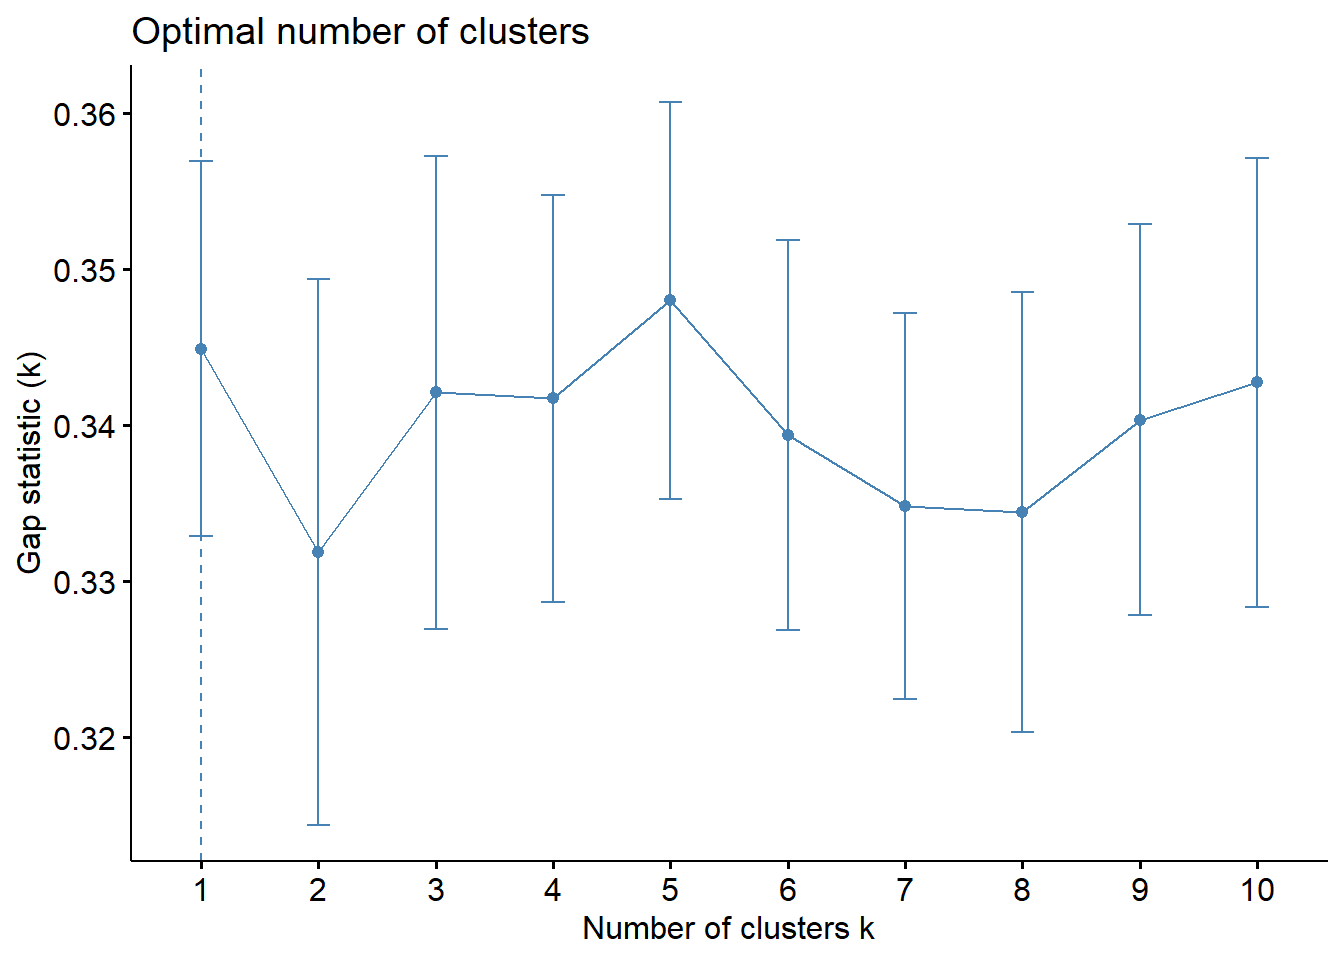 Optimal number of clusters
0.36
0.35
0.34
0.33
0.32
Gap statistic (k)
1 2 3 4 5 6 7 8 9 10
Number of clusters k